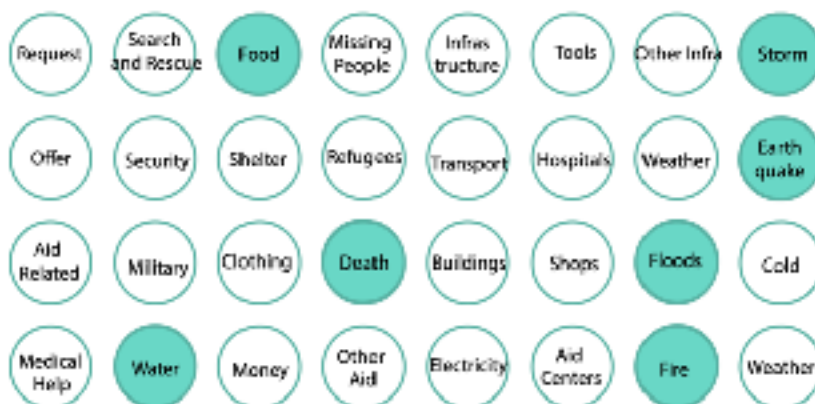 Request
Search
and Rescue
Food
Missing
People
Infras
tructure
Tools
Other Infra
Storm
Offer
Security
Shelter
Refugees
Transport
Hospitals
Weather
Earth
quake
Aid
Related
Military
Clothing
Death
Buildings
Shops
Floods
Cold
Medical
Help
Water
Money
Other
Aid
Electricity
Aid
Centers
Fire
Weather